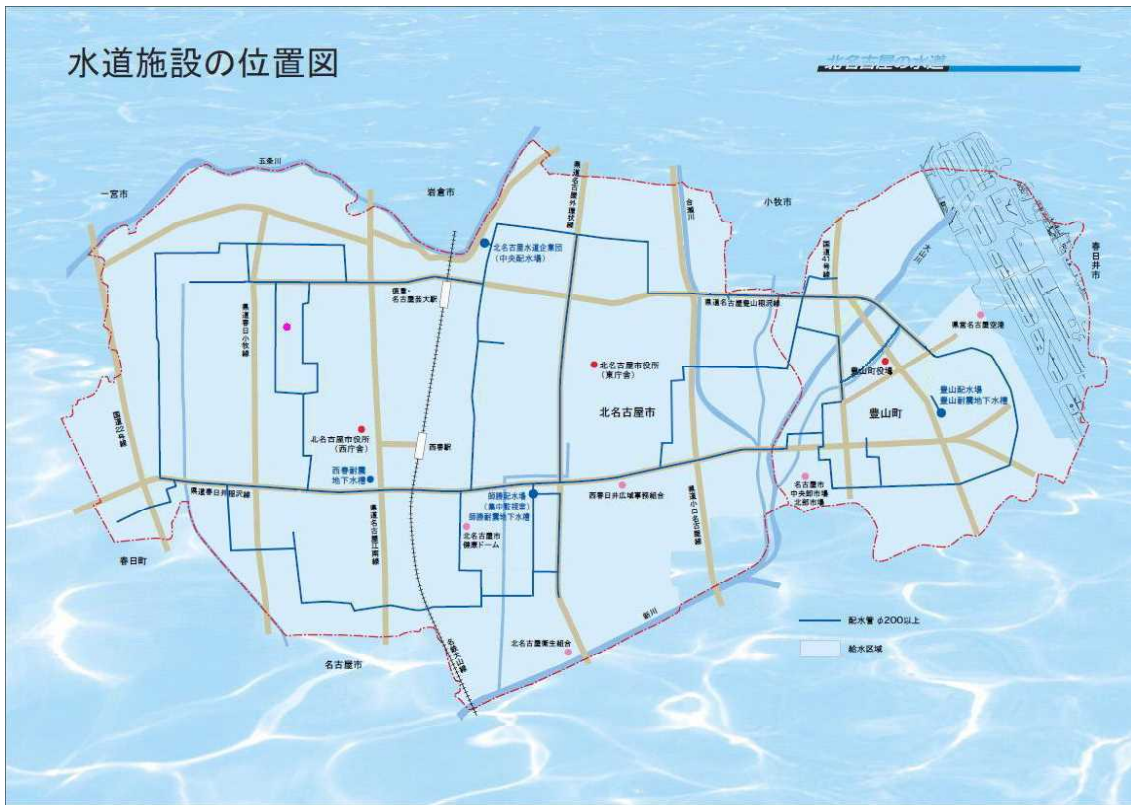 水道施設の位置図
北名古屋の水道
五条川
一宮市
岩倉市
県道名古屋外環状線
合瀬川
小牧市
国道41号線
大山川
春日井市
北名古屋水道企業団
(中央配水場)
徳重・
名古屋芸大駅
県道名古屋豊山稲沢線
県営名古屋空港
県道春日小牧線
北名古屋市役所
(東庁舎)
豊山町役場
豊山配水場
豊山耐震地下水槽
北名古屋市
豊山町
国道22号線
北名古屋市役所
(西庁舎)
西春駅
西春耐震
地下水槽
県道春日井稲沢線
師勝配水場
(集中監視室)
師勝耐震地下水槽
西春日井広域事務組合
名古屋市
中央卸市場
北部市場
県道名古屋江南線
北名古屋市
健康ドーム
県道小口名古屋線
春日町
新川
配水管 φ200以上
北名古屋衛生組合
給水区域
名古屋市
名鉄犬山線